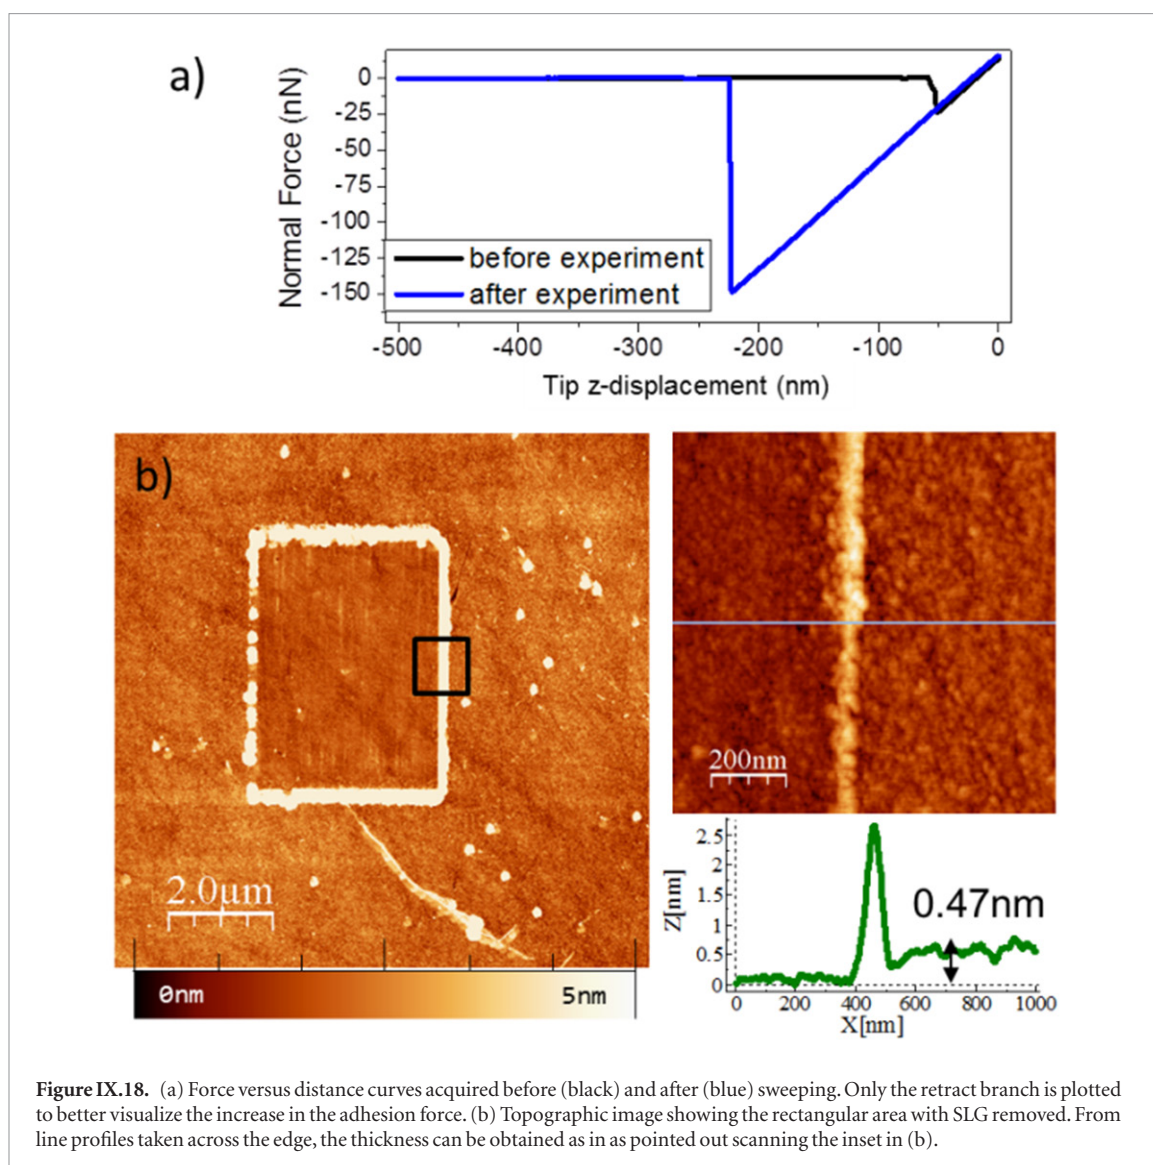 a)
Normal Force (nN)
0
-25
-50
-75
-100
-125
-150
before experiment
after experiment
-500 -400 -300 -200 -100 0
Tip z-displacement (nm)
b)
2.0μm
0nm 5nm
200nm
Z[nm]
2.5
2
1.5
1
0.5
0
0.47nm
0 200 400 600 800 1000
X[nm]
Figure IX.18. (a) Force versus distance curves acquired before (black) and after (blue) sweeping. Only the retract branch is plotted
to better visualize the increase in the adhesion force. (b) Topographic image showing the rectangular area with SLG removed. From
line profiles taken across the edge, the thickness can be obtained as in as pointed out scanning the inset in (b).